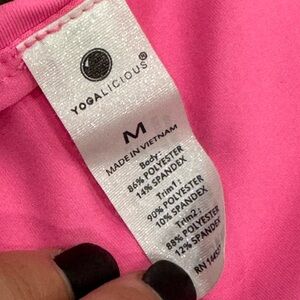 YOGALICIOUS®
M
MADE IN VIETNAM
Body:
86% POLYESTER
14% SPANDEX
Trim1:
90% POLYESTER
10% SPANDEX
Trim2:
88% POLYESTER
12% SPANDEX
RN